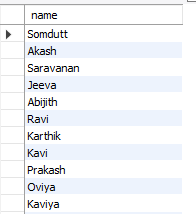 name
Somdutt
Akash
Saravanan
Jeeva
Abijith
Ravi
Karthik
Kavi
Prakash
Oviya
Kaviya